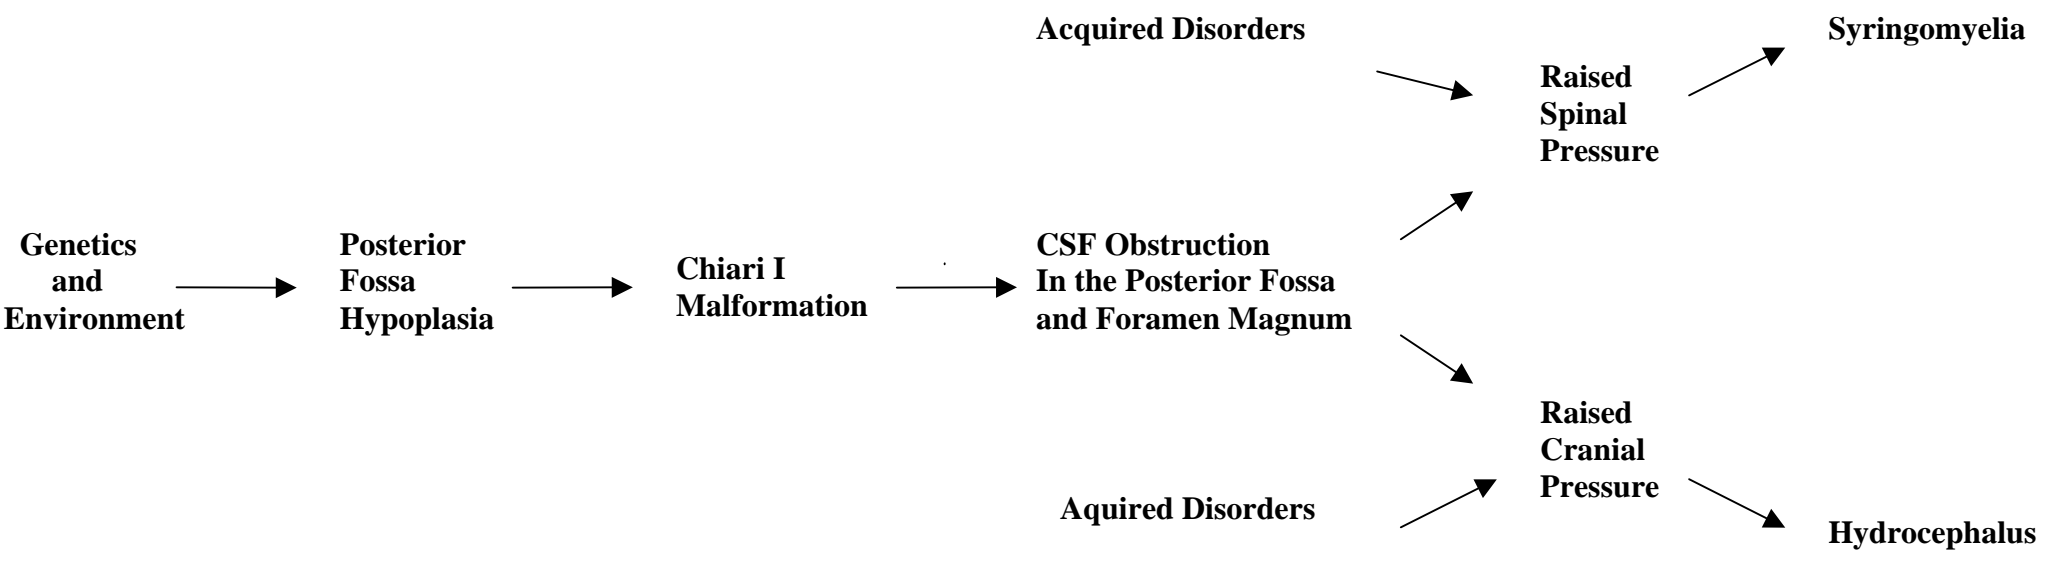 Acquired Disorders
Syringomyelia
Raised
Spinal
Pressure
Genetics
and
Environment
Posterior
Fossa
Hypoplasia
Chiari I
Malformation
CSF Obstruction
In the Posterior Fossa
and Foramen Magnum
Raised
Cranial
Pressure
Aquired Disorders
Hydrocephalus